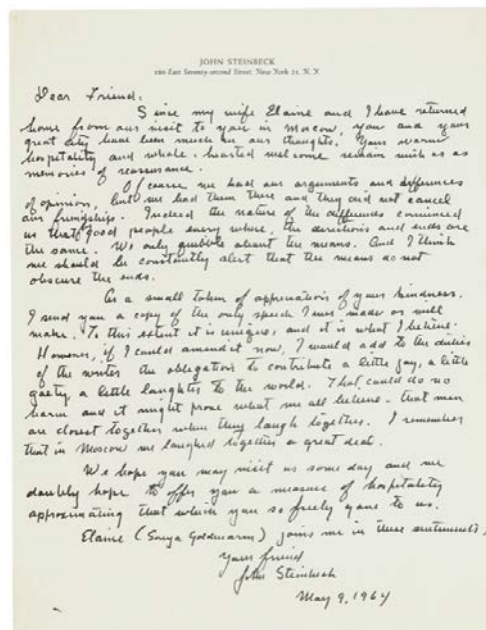 JOHN STEINBECK
190 East Seventy-second Street, New York 21, N. Y.
Dear Friend:
Since my wife Elaine and I have returned
home from our visit to you in Moscow, you and your
great city have been much in our thoughts. Your warm
hospitality and whole-hearted welcome remain with us as
memories of reassurance.
Of course we had our arguments and differences
of opinion, but we had them there and they did not cancel
our friendships. Indeed the nature of the differences convinced
us that good people every where, the directions and ends are
the same. We only quibble about the means. And I think
we should be constantly alert that the means do not
obscure the ends.
As a small token of appreciation of your kindness,
I send you a copy of the only speech I ever made or will
make. To this extent it is unique, and it is what I believe.
However, if I could amend it now, I would add to the duties
of the writer the obligation to contribute a little joy, a little
gaety, a little laughter to the world. That could do no
harm and it might prove what we all believe - that men
are closest together when they laugh together. I remember
that in Moscow we laughed together a great deal.
We hope you may visit us some day and we
doubly hope to offer you a measure of hospitality
approximating that which you so freely gave to us.
Elaine (Sonya Goldmarm) joins me in these sentiments,
Your friend
John Steinbeck
May 9, 1964